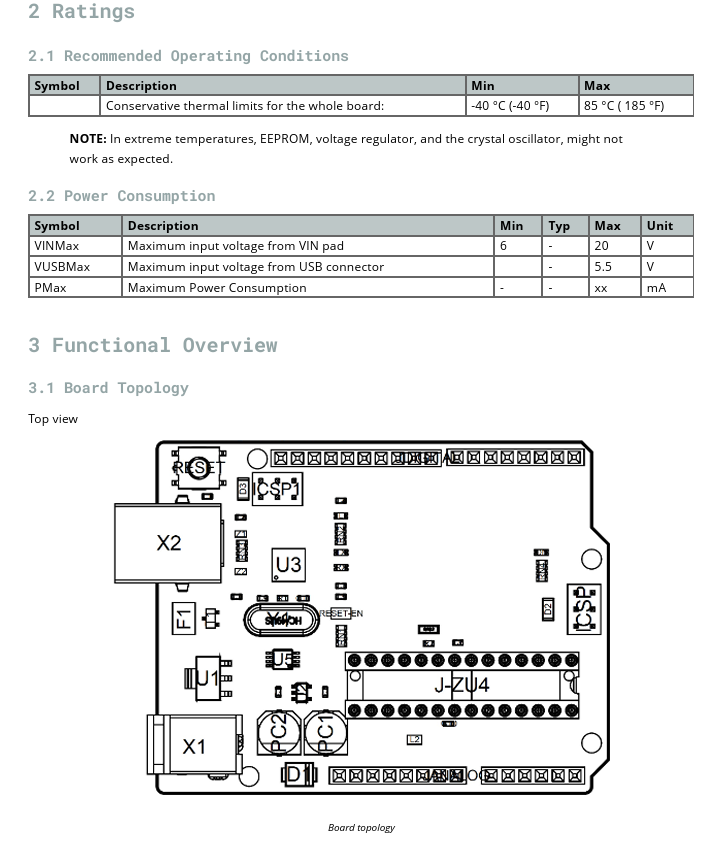 2 Ratings
2.1 Recommended Operating Conditions
Symbol Description Min Max
Conservative thermal limits for the whole board: -40 °C (-40 °F) 85 °C ( 185 °F)
NOTE: In extreme temperatures, EEPROM, voltage regulator, and the crystal oscillator, might not
work as expected.
2.2 Power Consumption
Symbol Description Min Typ Max Unit
VINMax Maximum input voltage from VIN pad 6 - 20 V
VUSBMax Maximum input voltage from USB connector - 5.5 V
PMax Maximum Power Consumption - - xx mA
3 Functional Overview
3.1 Board Topology
Top view
RESET
D3
ICSP1
X2
U3
F1
RESET-EN
D2
ICSP
U5
U1
J-ZU4
PC2
PC1
L2
X1
D1
Board topology